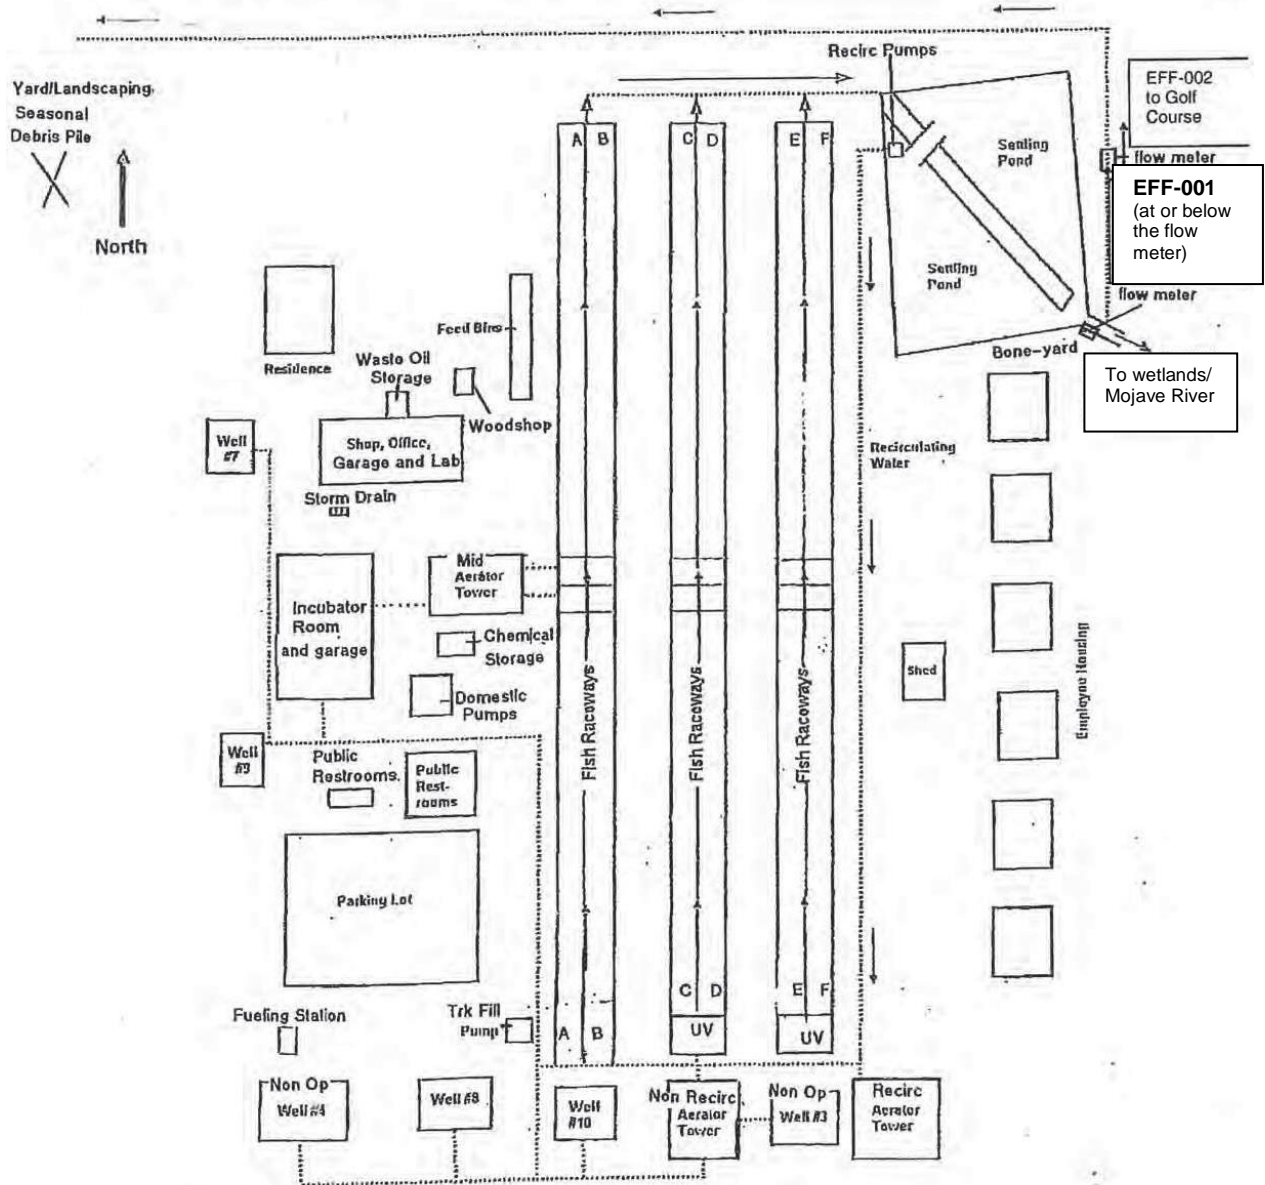 Recirc Pumps
EFF-002
to Golf
Course
Yard/Landscaping
Seasonal
Debris Pile
North
A B
C D
E F
Settling
Pond
flow meter
EFF-001
(at or below
the flow
meter)
Settling
Pond
flow meter
Feed Bins
Residence
Waste Oil
Storage
Woodshop
Bone-yard
To wetlands/
Mojave River
Well
#7
Shop, Office,
Garage and Lab
Recirculating
Water
Storm Drain
Mid
Aerator
Tower
Incubator
Room
and garage
Chemical
Storage
Domestic
Pumps
Fish Raceways
Fish Raceways
Fish Raceways
Shed
Employee Housing
Well
#9
Public
Restrooms
Public
Rest-
rooms
Parking Lot
C D
E F
Fueling Station
Trk Fill
Pump
A B
UV
UV
Non Op
Well #4
Well #8
Well
#10
Non Recirc
Aerator
Tower
Non Op
Well #3
Recirc
Aerator
Tower